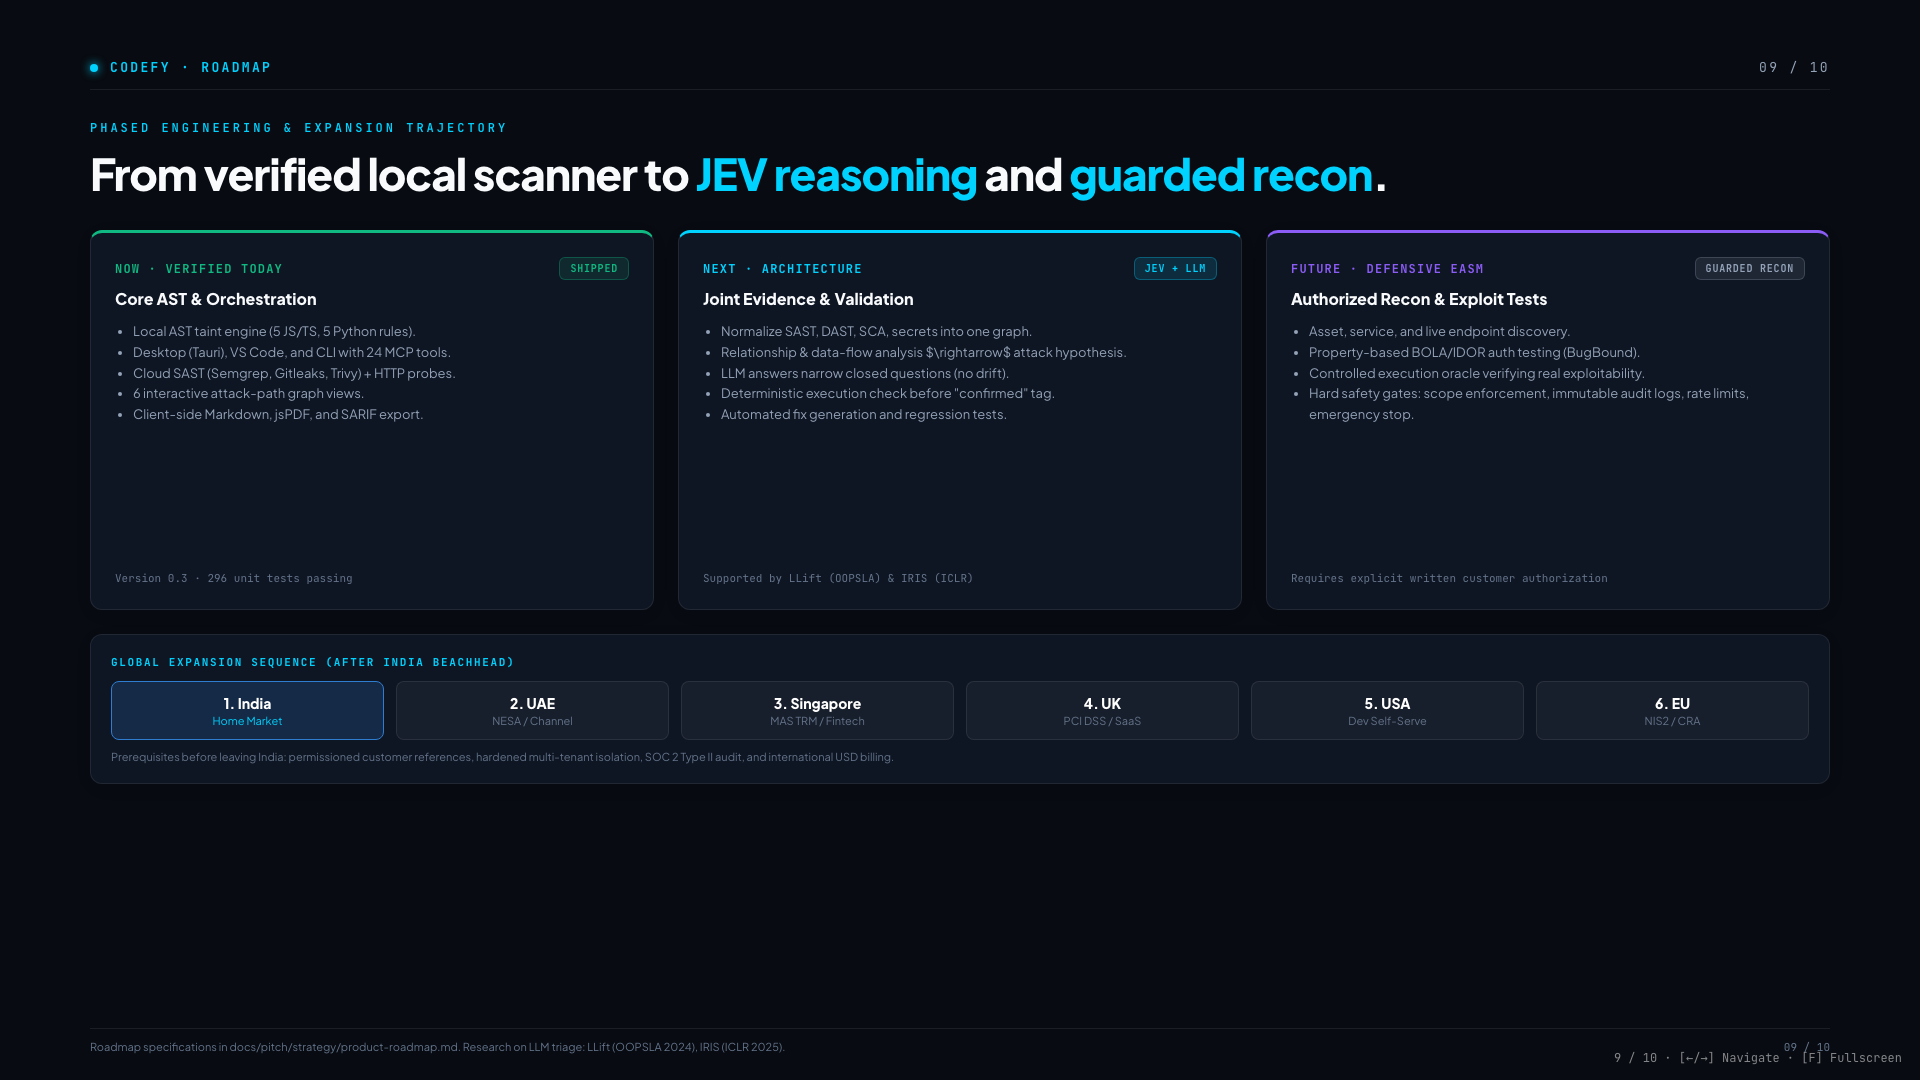 CODEFY · ROADMAP
09 / 10
PHASED ENGINEERING & EXPANSION TRAJECTORY
From verified local scanner to JEV reasoning and guarded recon.
NOW · VERIFIED TODAY
SHIPPED
Core AST & Orchestration
• Local AST taint engine (5 JS/TS, 5 Python rules).
• Desktop (Tauri), VS Code, and CLI with 24 MCP tools.
• Cloud SAST (Semgrep, Gitleaks, Trivy) + HTTP probes.
• 6 interactive attack-path graph views.
• Client-side Markdown, jsPDF, and SARIF export.
Version 0.3 · 296 unit tests passing
NEXT · ARCHITECTURE
JEV + LLM
Joint Evidence & Validation
• Normalize SAST, DAST, SCA, secrets into one graph.
• Relationship & data-flow analysis $\rightarrow$ attack hypothesis.
• LLM answers narrow closed questions (no drift).
• Deterministic execution check before "confirmed" tag.
• Automated fix generation and regression tests.
Supported by LLift (OOPSLA) & IRIS (ICLR)
FUTURE · DEFENSIVE EASM
GUARDED RECON
Authorized Recon & Exploit Tests
• Asset, service, and live endpoint discovery.
• Property-based BOLA/IDOR auth testing (BugBound).
• Controlled execution oracle verifying real exploitability.
• Hard safety gates: scope enforcement, immutable audit logs, rate limits,
emergency stop.
Requires explicit written customer authorization
GLOBAL EXPANSION SEQUENCE (AFTER INDIA BEACHHEAD)
1. India
Home Market
2. UAE
NESA / Channel
3. Singapore
MAS TRM / Fintech
4. UK
PCI DSS / SaaS
5. USA
Dev Self-Serve
6. EU
NIS2 / CRA
Prerequisites before leaving India: permissioned customer references, hardened multi-tenant isolation, SOC 2 Type II audit, and international USD billing.
Roadmap specifications in docs/pitch/strategy/product-roadmap.md. Research on LLM triage: LLift (OOPSLA 2024), IRIS (ICLR 2025).
09 / 10
9 / 10 · [←/→] Navigate · [F] Fullscreen